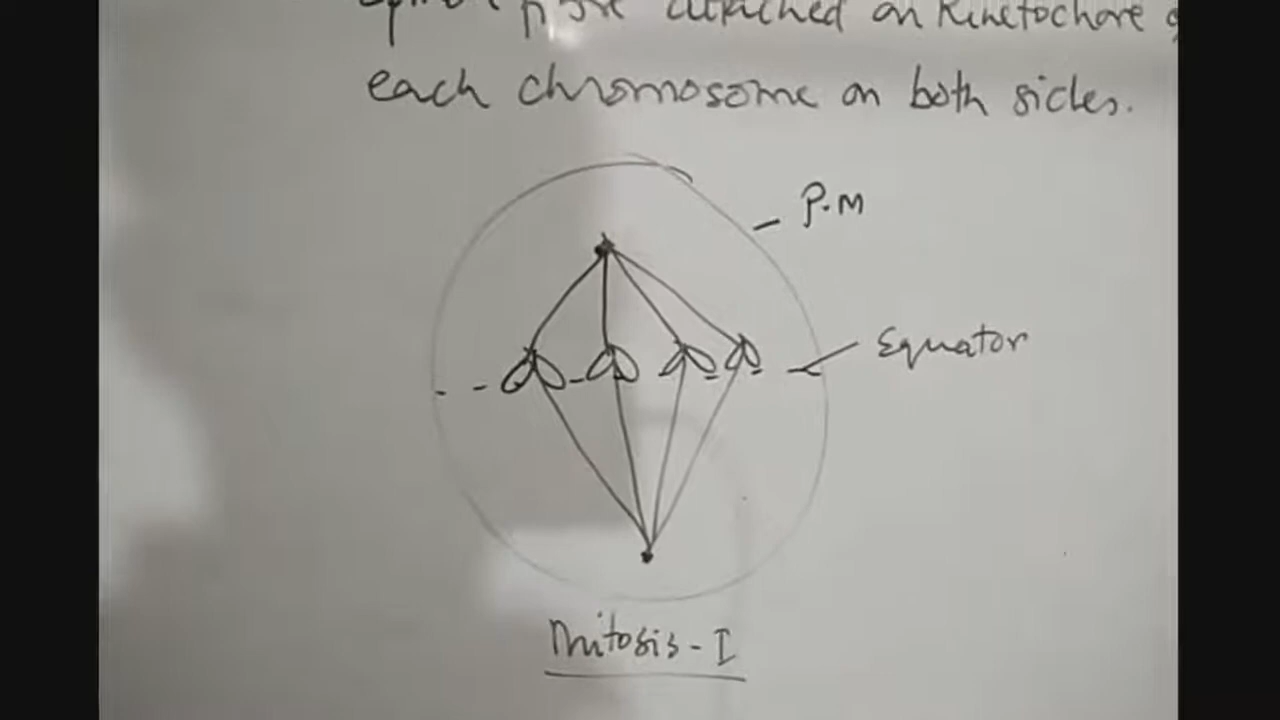 attached on Kinetochore
each chromosome on both sides.
P.M
Equator
Mitosis - I